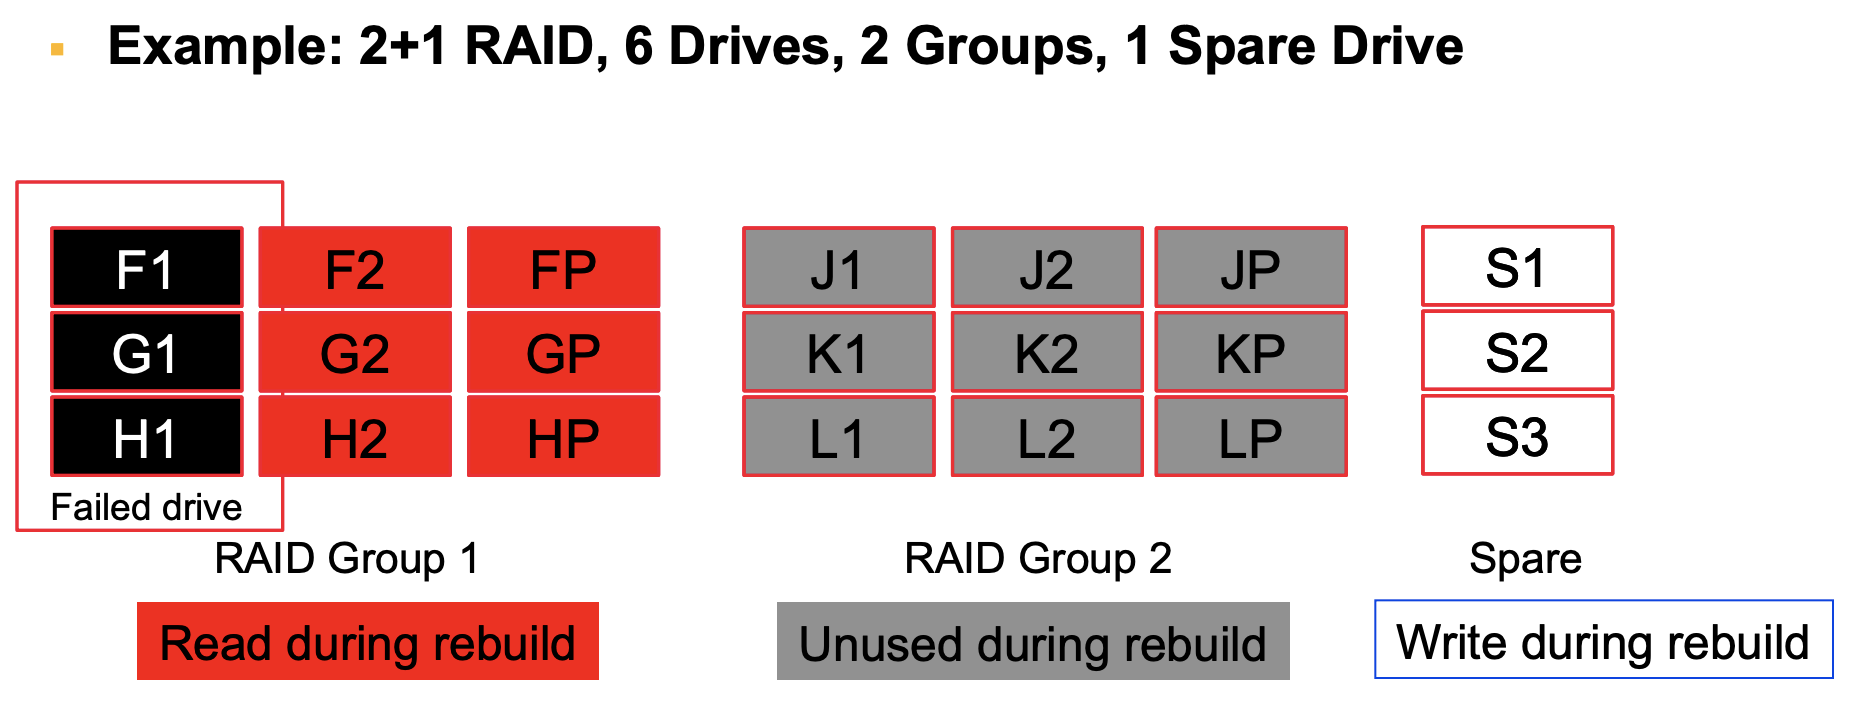 Example: 2+1 RAID, 6 Drives, 2 Groups, 1 Spare Drive
F1 F2 FP J1 J2 JP S1
G1 G2 GP K1 K2 KP S2
H1 H2 HP L1 L2 LP S3
Failed drive
RAID Group 1 RAID Group 2 Spare
Read during rebuild Unused during rebuild Write during rebuild